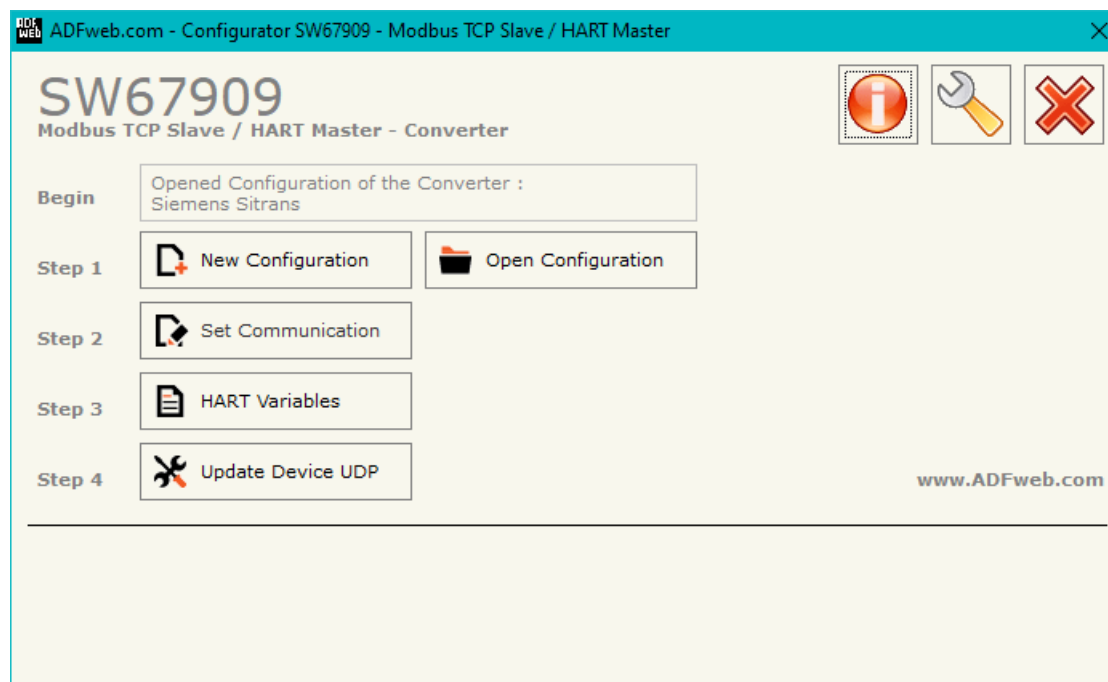 ADF
web
ADFweb.com - Configurator SW67909 - Modbus TCP Slave / HART Master
SW67909
Modbus TCP Slave / HART Master - Converter
Begin
Opened Configuration of the Converter :
Siemens Sitrans
Step 1
New Configuration
Open Configuration
Step 2
Set Communication
Step 3
HART Variables
Step 4
Update Device UDP
www.ADFweb.com